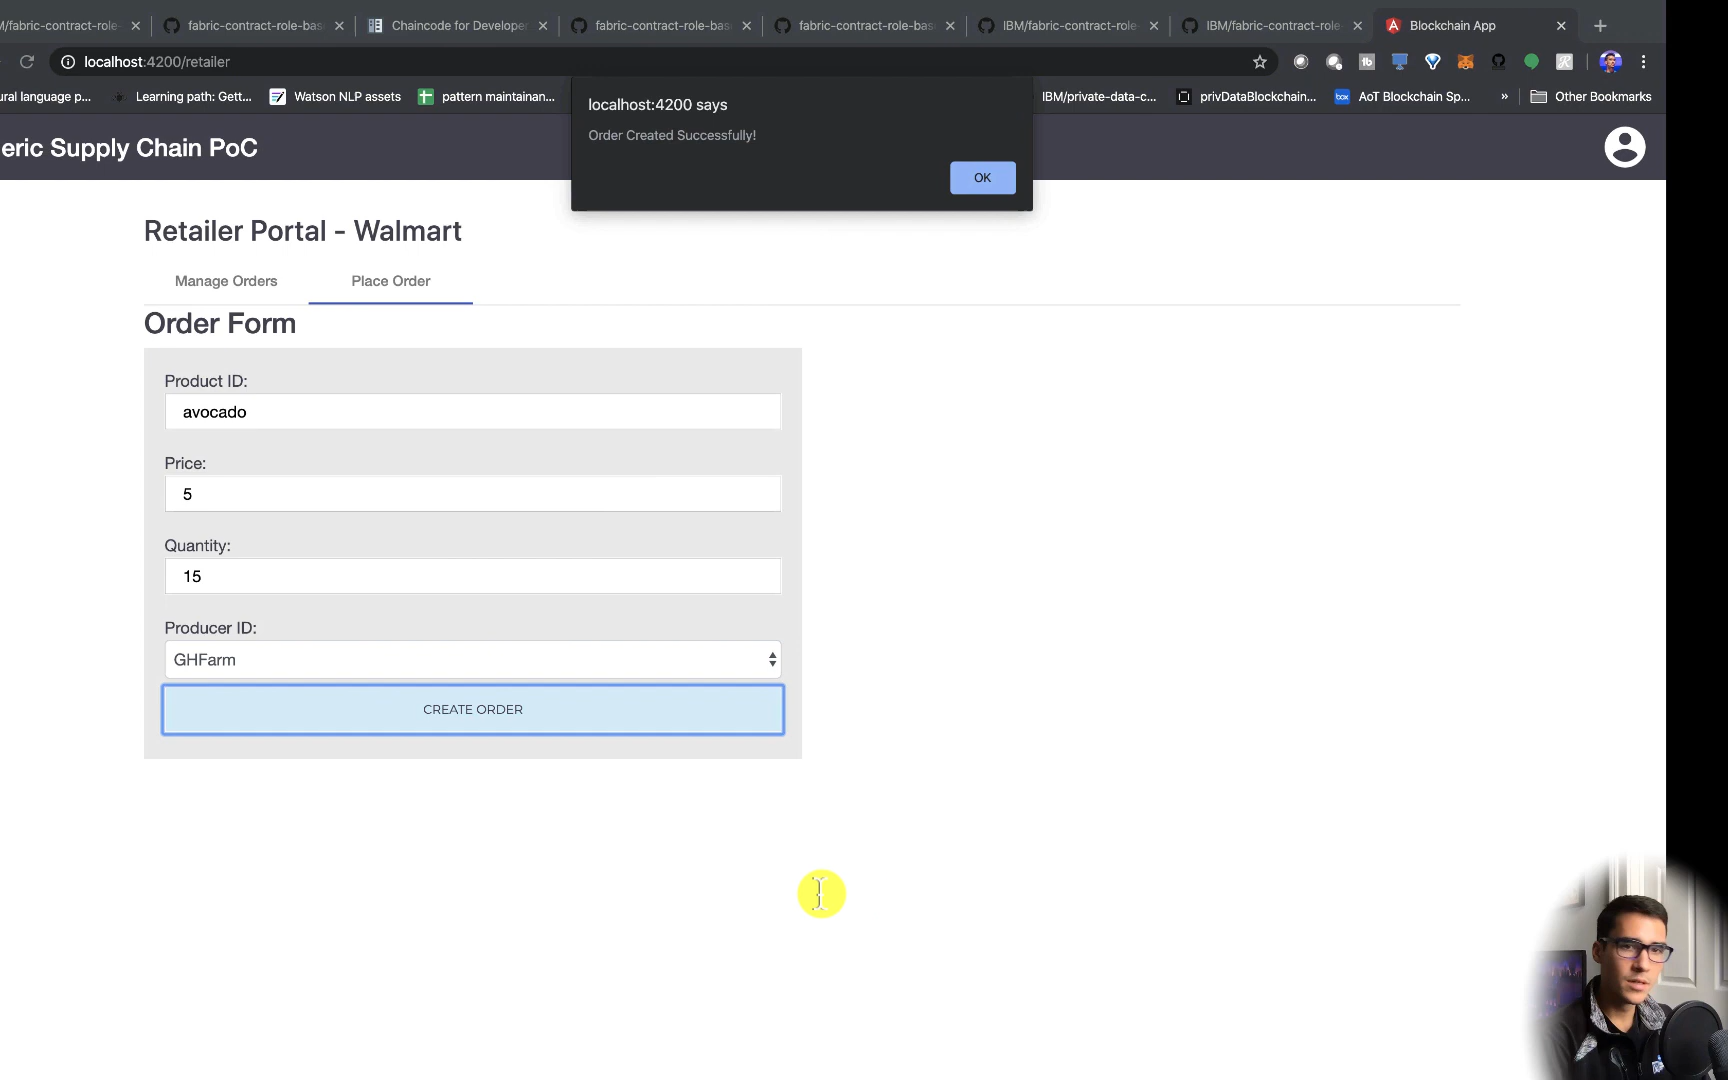 M/fabric-contract-role-
fabric-contract-role-bas
Chaincode for Developer
fabric-contract-role-bas
fabric-contract-role-bas
IBM/fabric-contract-role-
IBM/fabric-contract-role-
Blockchain App
localhost:4200/retailer
tb
ural language p...
Learning path: Gett...
Watson NLP assets
pattern maintainan...
IBM/private-data-c...
privDataBlockchain...
box
AoT Blockchain Sp...
»
Other Bookmarks
localhost:4200 says
Order Created Successfully!
OK
eric Supply Chain PoC
Retailer Portal - Walmart
Manage Orders
Place Order
Order Form
Product ID:
avocado
Price:
5
Quantity:
15
Producer ID:
GHFarm
CREATE ORDER